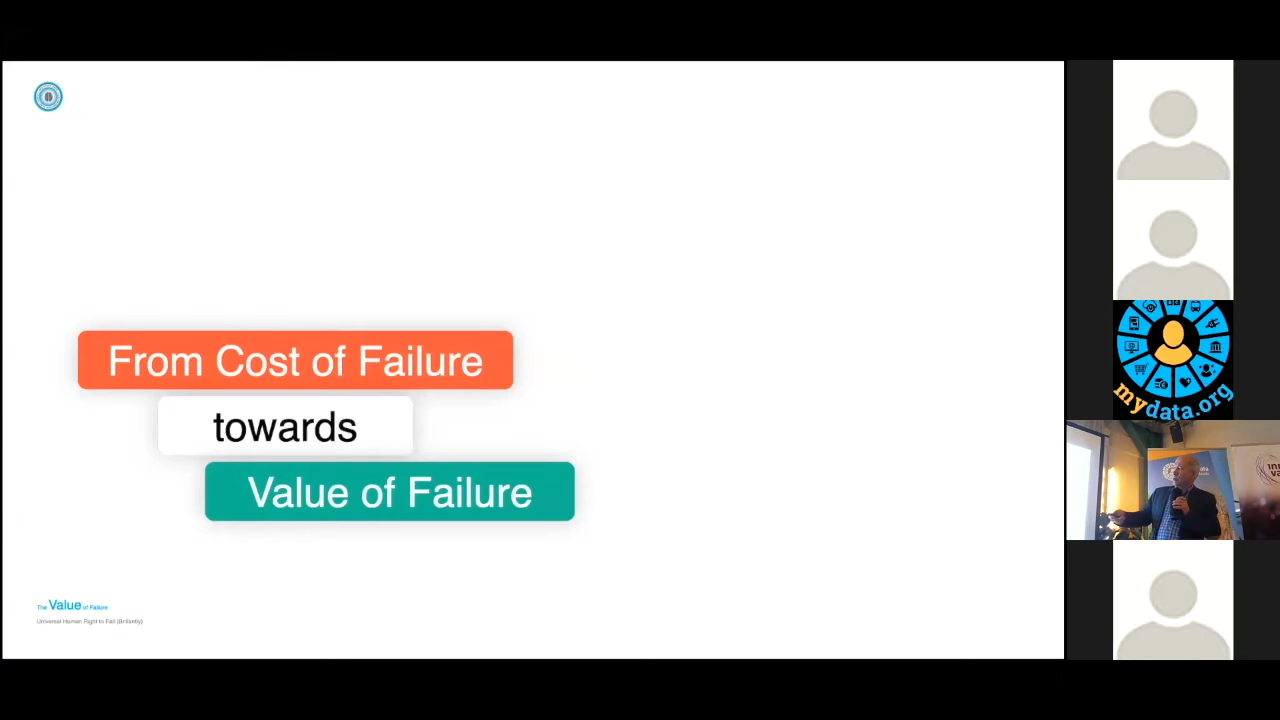 From Cost of Failure
towards
Value of Failure
The Value of Failure
Universal Human Right to Fail (Brilliantly)
mydata.org